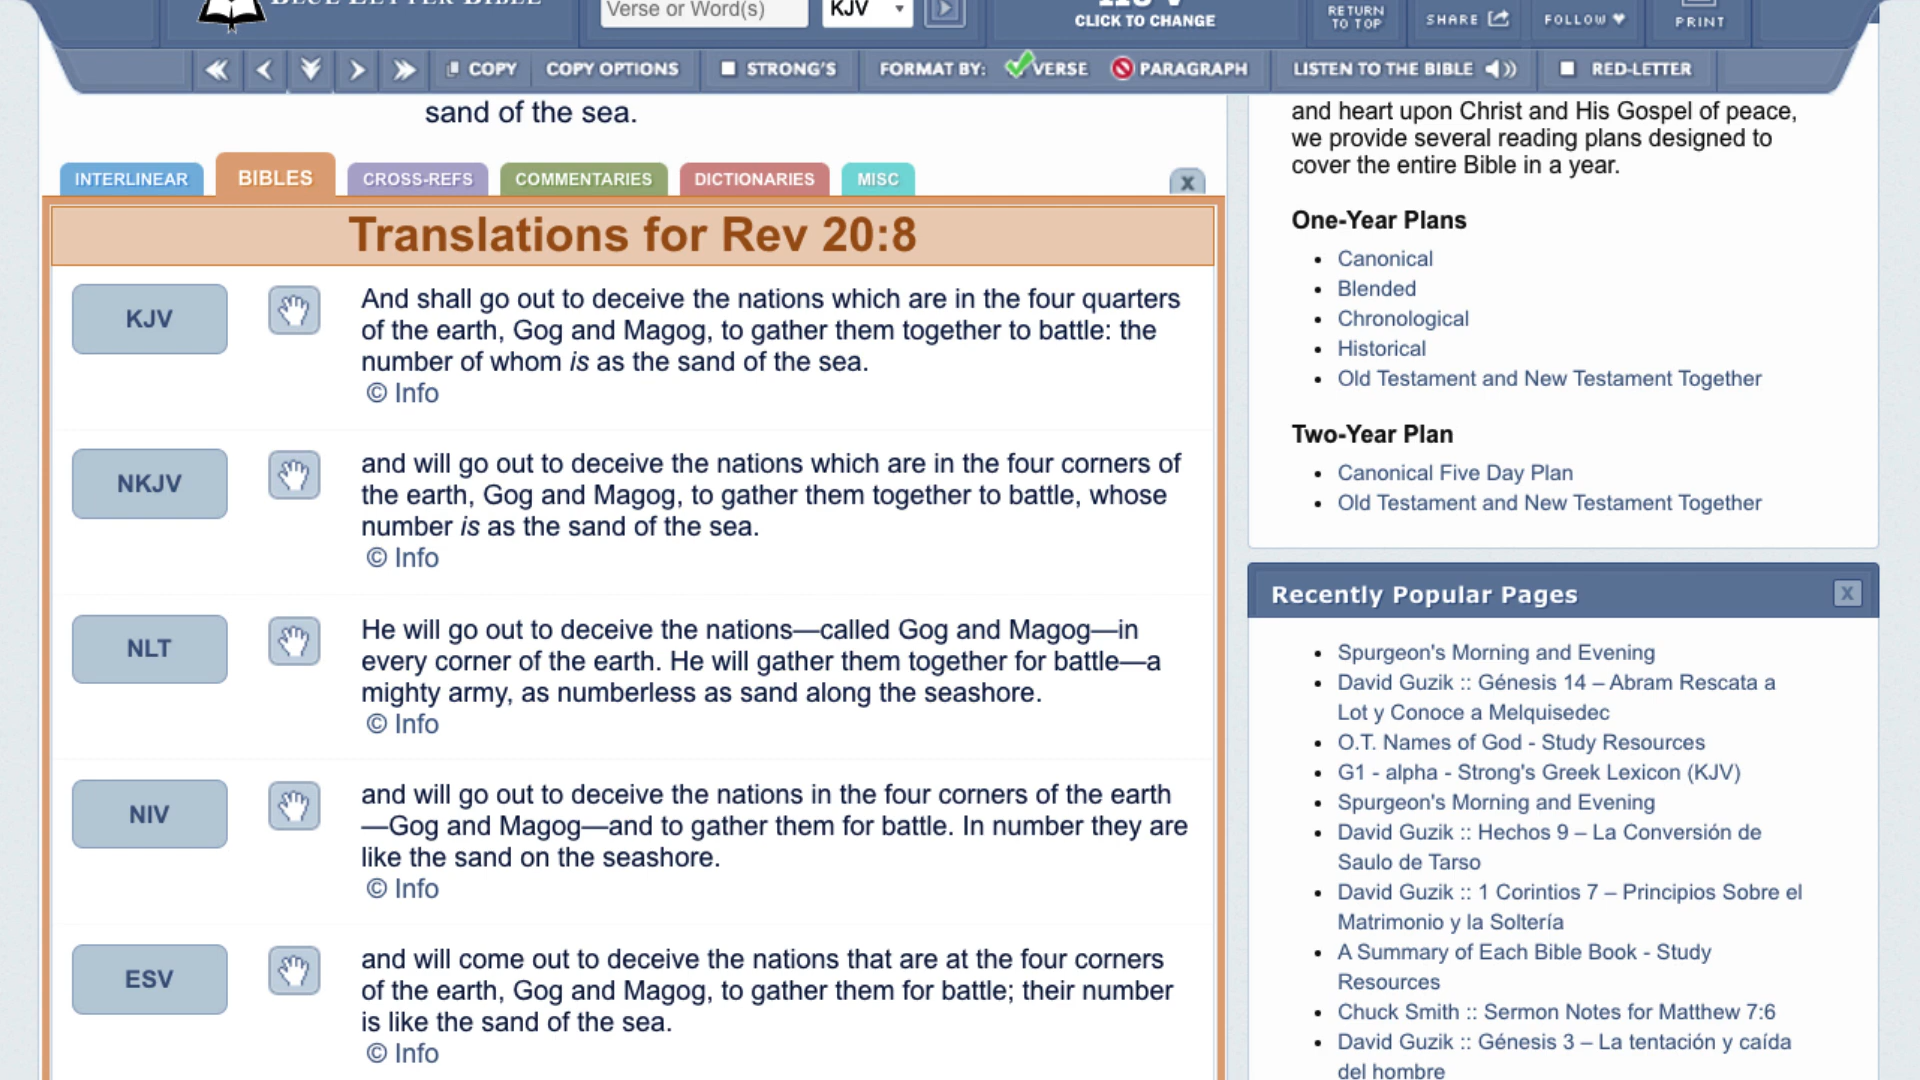 Verse or Word(s)
KJV
CLICK TO CHANGE
RETURN
TO TOP
SHARE
FOLLOW
PRINT
COPY
COPY OPTIONS
STRONG'S
FORMAT BY:
VERSE
PARAGRAPH
LISTEN TO THE BIBLE
RED-LETTER
sand of the sea.
INTERLINEAR
BIBLES
CROSS-REFS
COMMENTARIES
DICTIONARIES
MISC
X
Translations for Rev 20:8
KJV
And shall go out to deceive the nations which are in the four quarters
of the earth, Gog and Magog, to gather them together to battle: the
number of whom is as the sand of the sea.
© Info
NKJV
and will go out to deceive the nations which are in the four corners of
the earth, Gog and Magog, to gather them together to battle, whose
number is as the sand of the sea.
© Info
NLT
He will go out to deceive the nations—called Gog and Magog—in
every corner of the earth. He will gather them together for battle—a
mighty army, as numberless as sand along the seashore.
© Info
NIV
and will go out to deceive the nations in the four corners of the earth
—Gog and Magog—and to gather them for battle. In number they are
like the sand on the seashore.
© Info
ESV
and will come out to deceive the nations that are at the four corners
of the earth, Gog and Magog, to gather them for battle; their number
is like the sand of the sea.
© Info
and heart upon Christ and His Gospel of peace,
we provide several reading plans designed to
cover the entire Bible in a year.
One-Year Plans
Canonical
Blended
Chronological
Historical
Old Testament and New Testament Together
Two-Year Plan
Canonical Five Day Plan
Old Testament and New Testament Together
Recently Popular Pages
X
Spurgeon's Morning and Evening
David Guzik :: Génesis 14 – Abram Rescata a
Lot y Conoce a Melquisedec
O.T. Names of God - Study Resources
G1 - alpha - Strong's Greek Lexicon (KJV)
Spurgeon's Morning and Evening
David Guzik :: Hechos 9 – La Conversión de
Saulo de Tarso
David Guzik :: 1 Corintios 7 – Principios Sobre el
Matrimonio y la Soltería
A Summary of Each Bible Book - Study
Resources
Chuck Smith :: Sermon Notes for Matthew 7:6
David Guzik :: Génesis 3 – La tentación y caída
del hombre